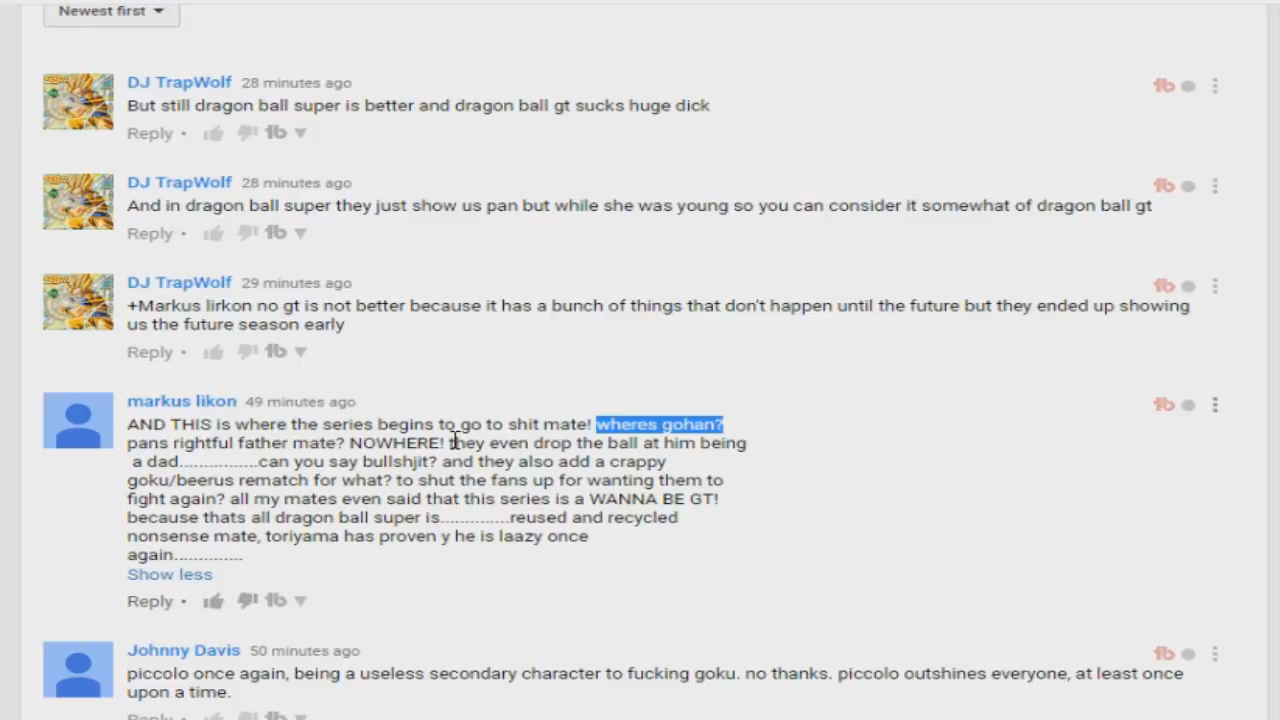 Newest first
DJ TrapWolf 28 minutes ago
But still dragon ball super is better and dragon ball gt sucks huge dick
Reply •
DJ TrapWolf 28 minutes ago
And in dragon ball super they just show us pan but while she was young so you can consider it somewhat of dragon ball gt
Reply •
DJ TrapWolf 29 minutes ago
+Markus lirkon no gt is not better because it has a bunch of things that don't happen until the future but they ended up showing
us the future season early
Reply •
markus likon 49 minutes ago
AND THIS is where the series begins to go to shit mate! wheres gohan?
pans rightful father mate? NOWHERE! they even drop the ball at him being
a dad.................can you say bullshjit? and they also add a crappy
goku/beerus rematch for what? to shut the fans up for wanting them to
fight again? all my mates even said that this series is a WANNA BE GT!
because thats all dragon ball super is...............reused and recycled
nonsense mate, toriyama has proven y he is laazy once
again...............
Show less
Reply •
Johnny Davis 50 minutes ago
piccolo once again, being a useless secondary character to fucking goku. no thanks. piccolo outshines everyone, at least once
upon a time.
Reply •